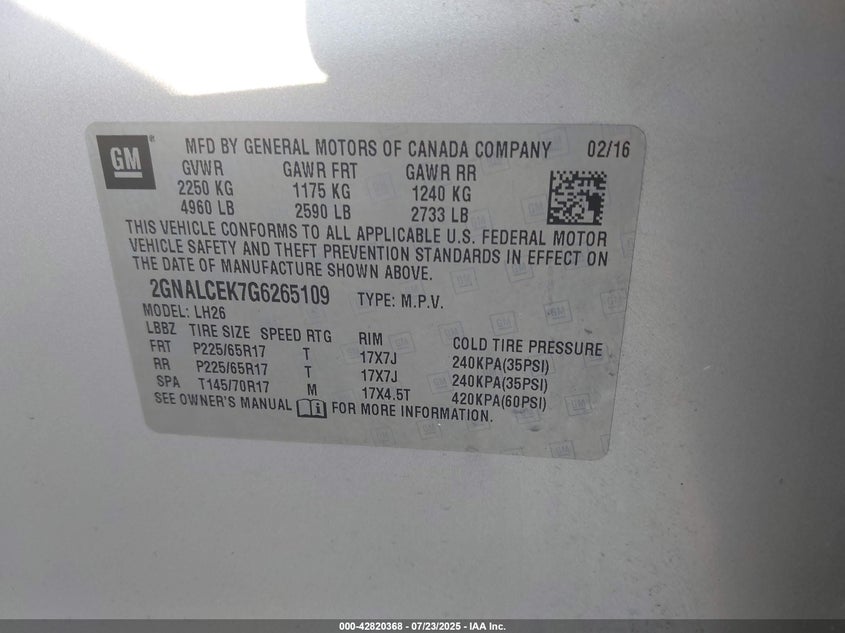 GM ® MFD BY GENERAL MOTORS OF CANADA COMPANY 02/16
GVWR GAWR FRT GAWR RR
2250 KG 1175 KG 1240 KG
4960 LB 2590 LB 2733 LB
THIS VEHICLE CONFORMS TO ALL APPLICABLE U.S. FEDERAL MOTOR
VEHICLE SAFETY AND THEFT PREVENTION STANDARDS IN EFFECT ON
THE DATE OF MANUFACTURE SHOWN ABOVE.
2GNALCEK7G6265109 TYPE: M.P.V.
MODEL: LH26
LBBZ TIRE SIZE SPEED RTG RIM COLD TIRE PRESSURE
FRT P225/65R17 T 17X7J 240KPA(35PSI)
RR P225/65R17 T 17X7J 240KPA(35PSI)
SPA T145/70R17 M 17X4.5T 420KPA(60PSI)
SEE OWNER'S MANUAL FOR MORE INFORMATION.
000-42820368 - 07/23/2025 - IAA Inc.